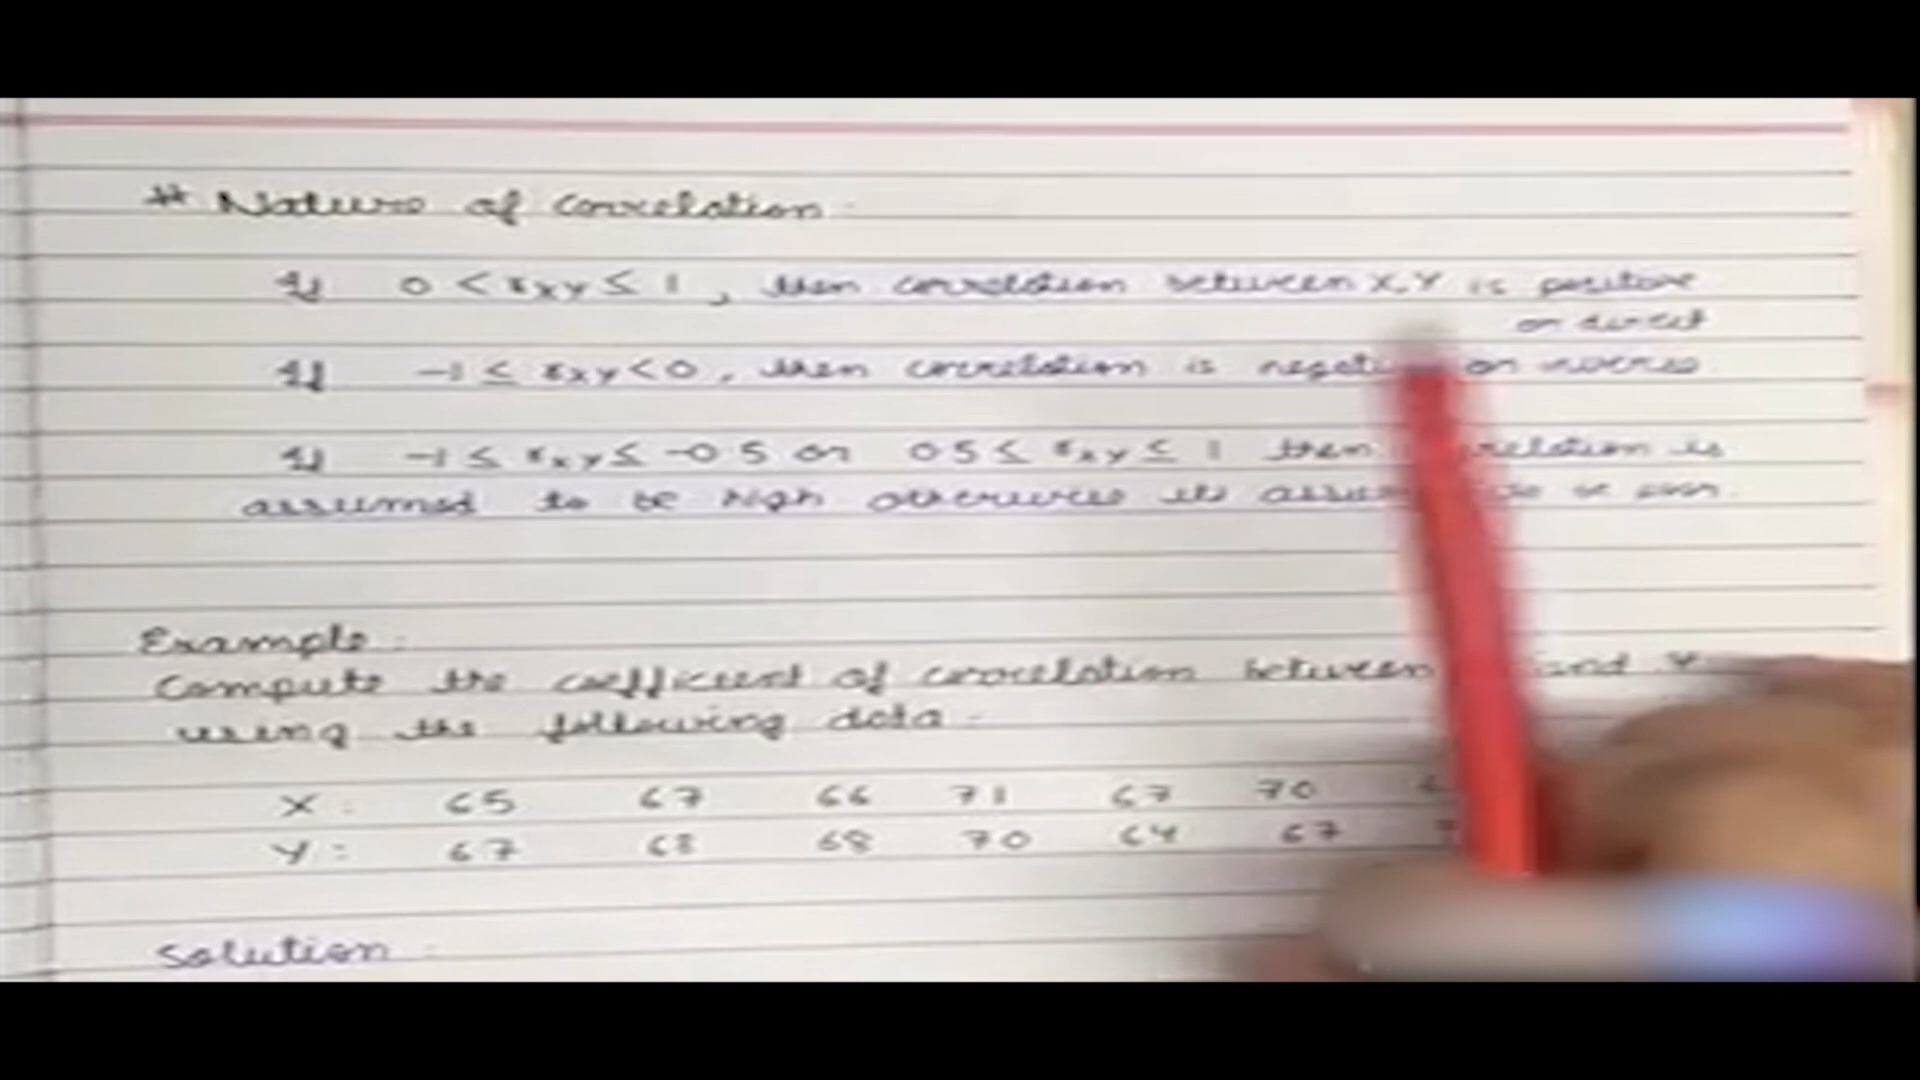 # Nature of correlation
If 0 < rxy ≤ 1, then correlation between X, Y is positive
or direct
If -1 ≤ rxy < 0, then correlation is or inverse
If -1 ≤ rxy ≤ -0.5 or 0.5 ≤ rxy ≤ 1 then is
assumed to be high otherwise its to be
Example:
Compute the coefficient of correlation between and Y
using the following data.
X: 65 67 66 71 67 70
Y: 67 68 68 70 64 67
Solution: